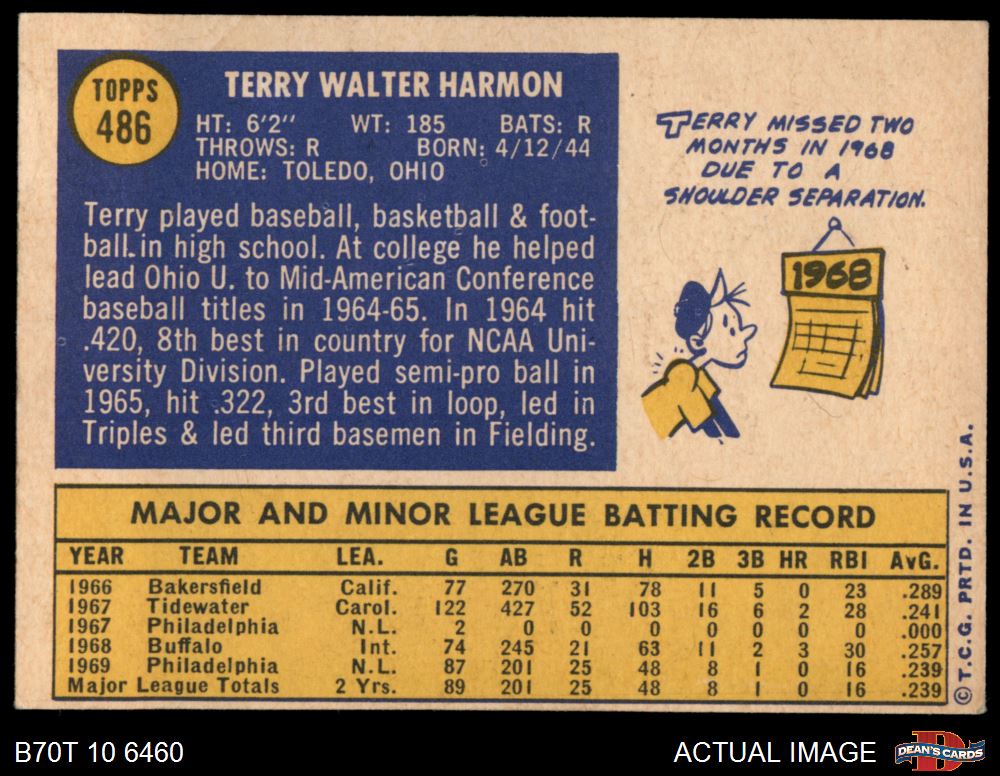 TOPPS
486
TERRY WALTER HARMON
HT: 6'2" WT: 185 BATS: R
THROWS: R BORN: 4/12/44
HOME: TOLEDO, OHIO
Terry played baseball, basketball & foot-
ball in high school. At college he helped
lead Ohio U. to Mid-American Conference
baseball titles in 1964-65. In 1964 hit
.420, 8th best in country for NCAA Uni-
versity Division. Played semi-pro ball in
1965, hit .322, 3rd best in loop, led in
Triples & led third basemen in Fielding.
TERRY MISSED TWO
MONTHS IN 1968
DUE TO A
SHOULDER SEPARATION.
1968
MAJOR AND MINOR LEAGUE BATTING RECORD
YEAR TEAM LEA. G AB R H 2B 3B HR RBI AVG.
1966 Bakersfield Calif. 77 270 31 78 11 5 0 23 .289
1967 Tidewater Carol. 122 427 52 103 16 6 2 28 .241
1967 Philadelphia N.L. 2 0 0 0 0 0 0 0 .000
1968 Buffalo Int. 74 245 21 63 11 2 3 30 .257
1969 Philadelphia N.L. 87 201 25 48 8 1 0 16 .239
Major League Totals 2 Yrs. 89 201 25 48 8 1 0 16 .239
© T.C.G. PRTD. IN U.S.A.
B70T 10 6460
ACTUAL IMAGE
D
DEAN'S CARDS